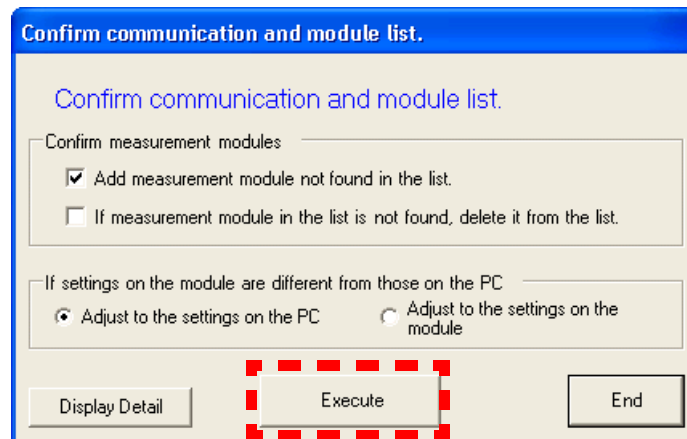 Confirm communication and module list.
Confirm communication and module list.
Confirm measurement modules
Add measurement module not found in the list.
If measurement module in the list is not found, delete it from the list.
If settings on the module are different from those on the PC
Adjust to the settings on the PC
Adjust to the settings on the
module
Display Detail
Execute
End